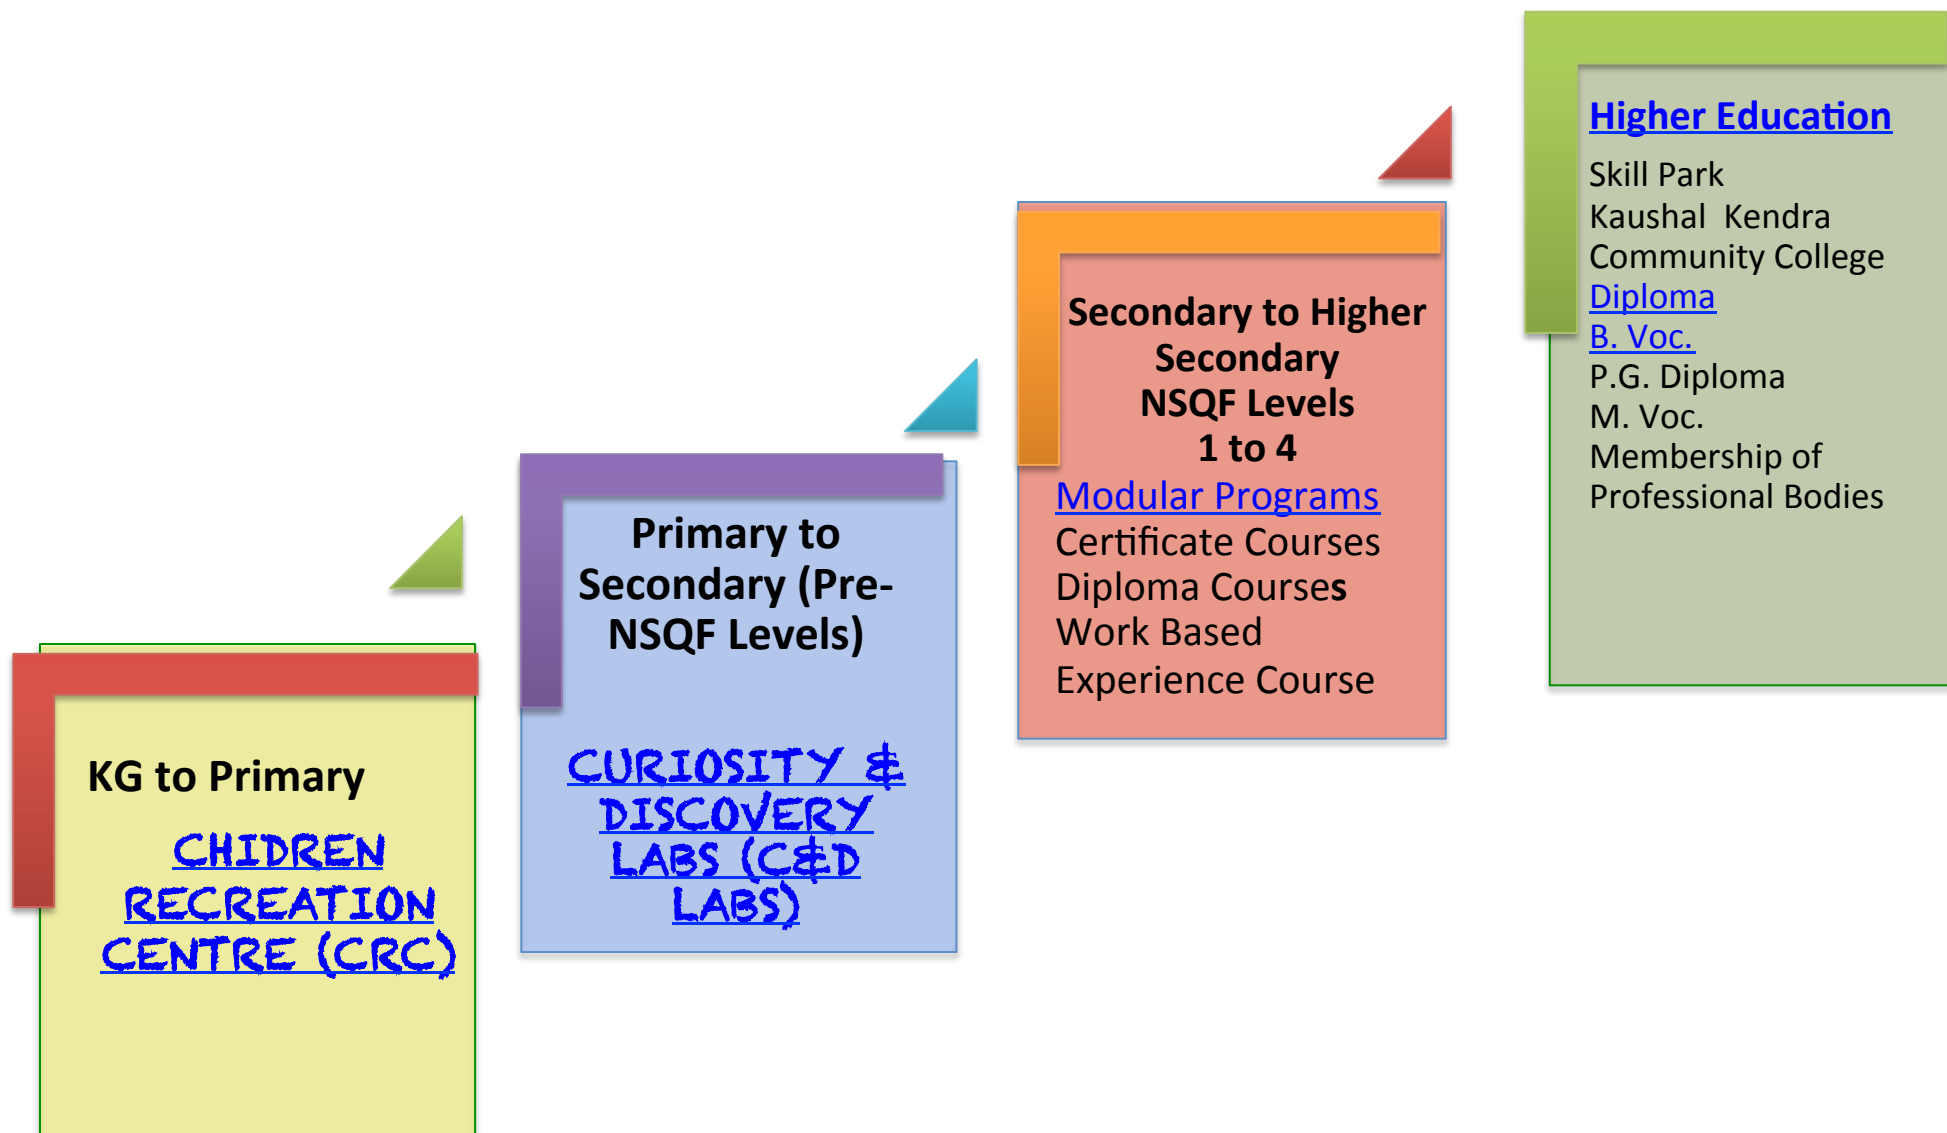 KG to Primary
CHIDREN
RECREATION
CENTRE (CRC)
Primary to
Secondary (Pre-
NSQF Levels)
CURIOSITY &
DISCOVERY
LABS (C&D
LABS)
Secondary to Higher
Secondary
NSQF Levels
1 to 4
Modular Programs
Certificate Courses
Diploma Courses
Work Based
Experience Course
Higher Education
Skill Park
Kaushal Kendra
Community College
Diploma
B. Voc.
P.G. Diploma
M. Voc.
Membership of
Professional Bodies